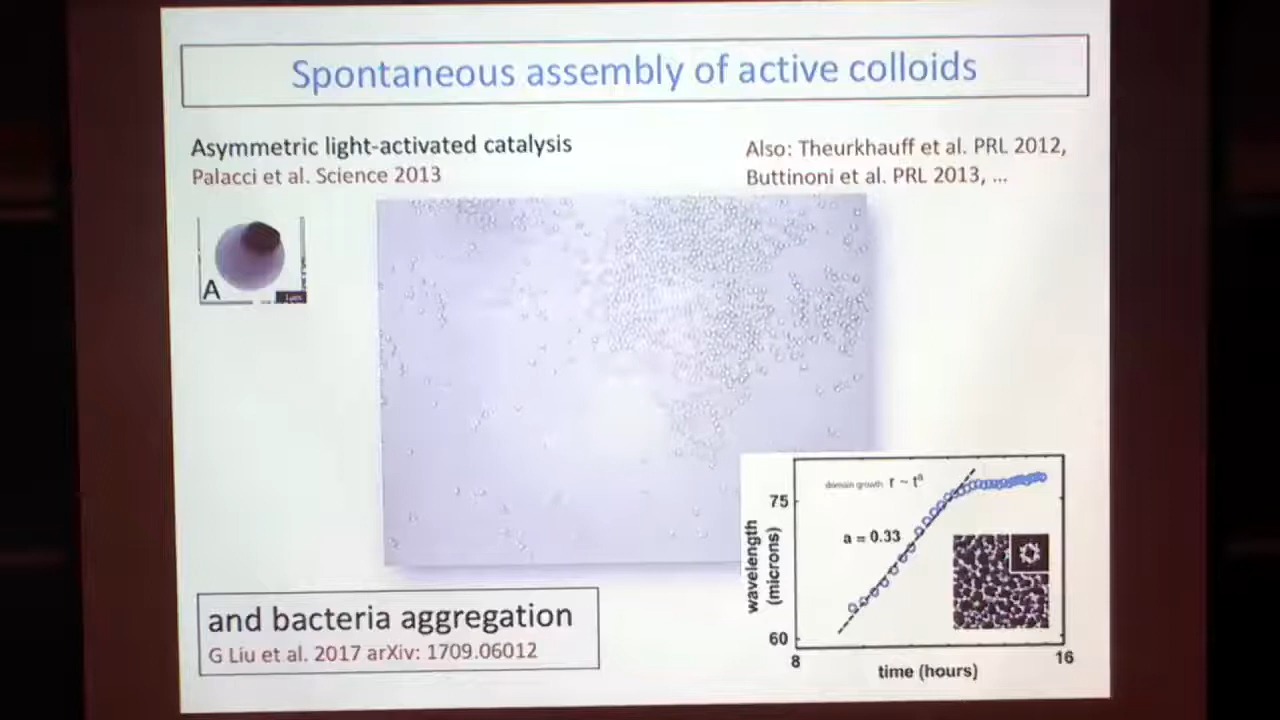 Spontaneous assembly of active colloids
Asymmetric light-activated catalysis
Palacci et al. Science 2013
Also: Theurkhauff et al. PRL 2012,
Buttinoni et al. PRL 2013, ...
A
1μm
domain growth r ~ t^a
a = 0.33
75
60
wavelength
(microns)
8
16
time (hours)
and bacteria aggregation
G Liu et al. 2017 arXiv: 1709.06012